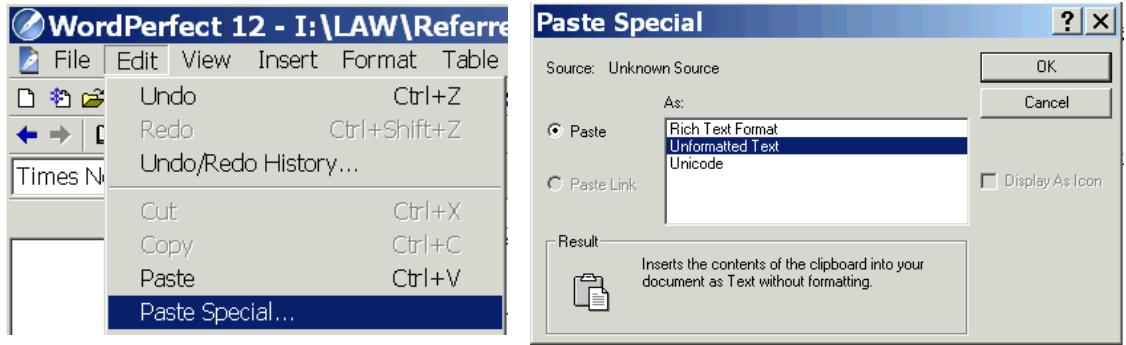 WordPerfect 12 - I:\LAW\Referre
File Edit View Insert Format Table
Times N
Undo Ctrl+Z
Redo Ctrl+Shift+Z
Undo/Redo History...
Cut Ctrl+X
Copy Ctrl+C
Paste Ctrl+V
Paste Special...
Paste Special
Source: Unknown Source
As:
Paste
Paste Link
Rich Text Format
Unformatted Text
Unicode
OK
Cancel
Display As Icon
Result
Inserts the contents of the clipboard into your
document as Text without formatting.